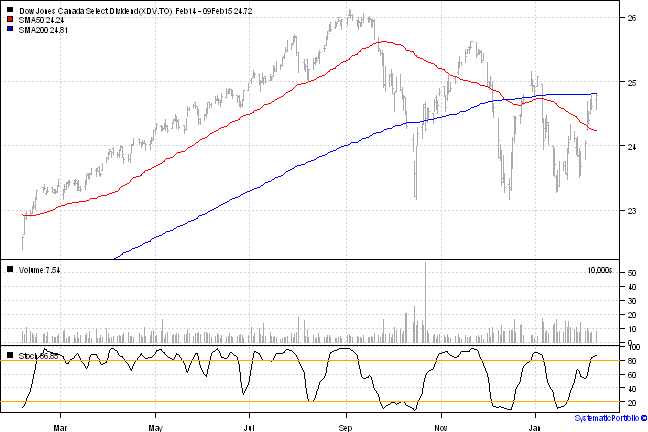 Dow Jones Canada Select Dividend(XDV.TO) Feb14 - 09Feb15 24.72
SMA50 24.24
SMA200 24.81
26
25
24
23
Volume 7.54
10,000s
50
40
30
20
10
0
100
80
60
40
20
Mar
May
Jul
Sep
Nov
Jan
SystematicPortfolio ©